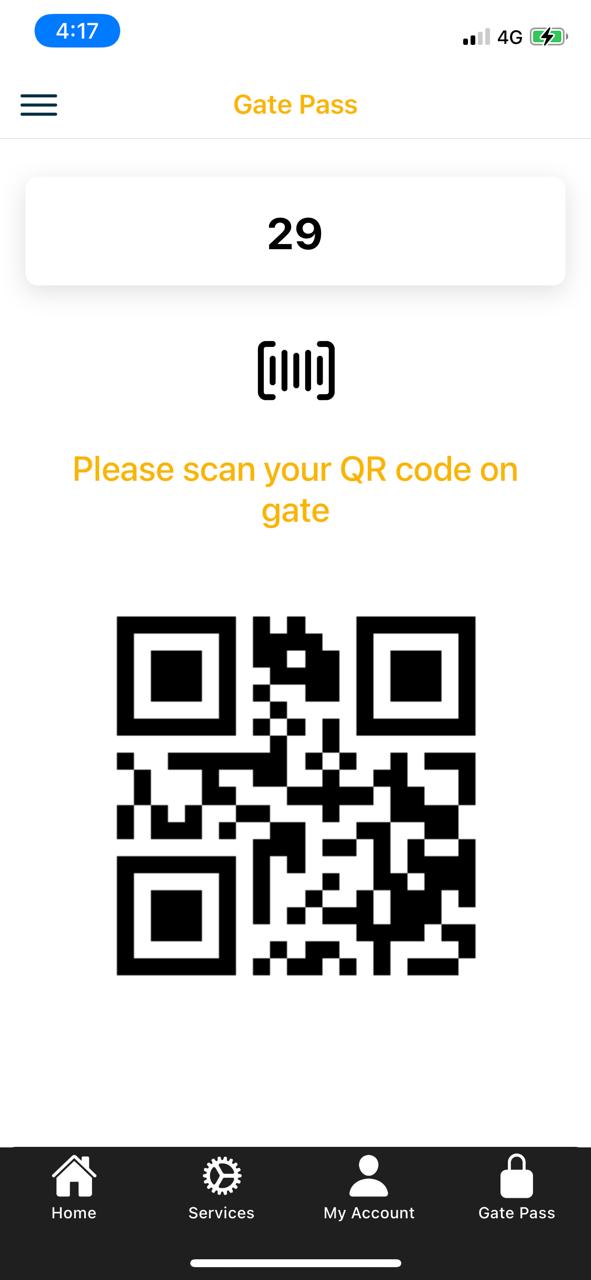 4:17
4G
Gate Pass
29
Please scan your QR code on
gate
Home
Services
My Account
Gate Pass